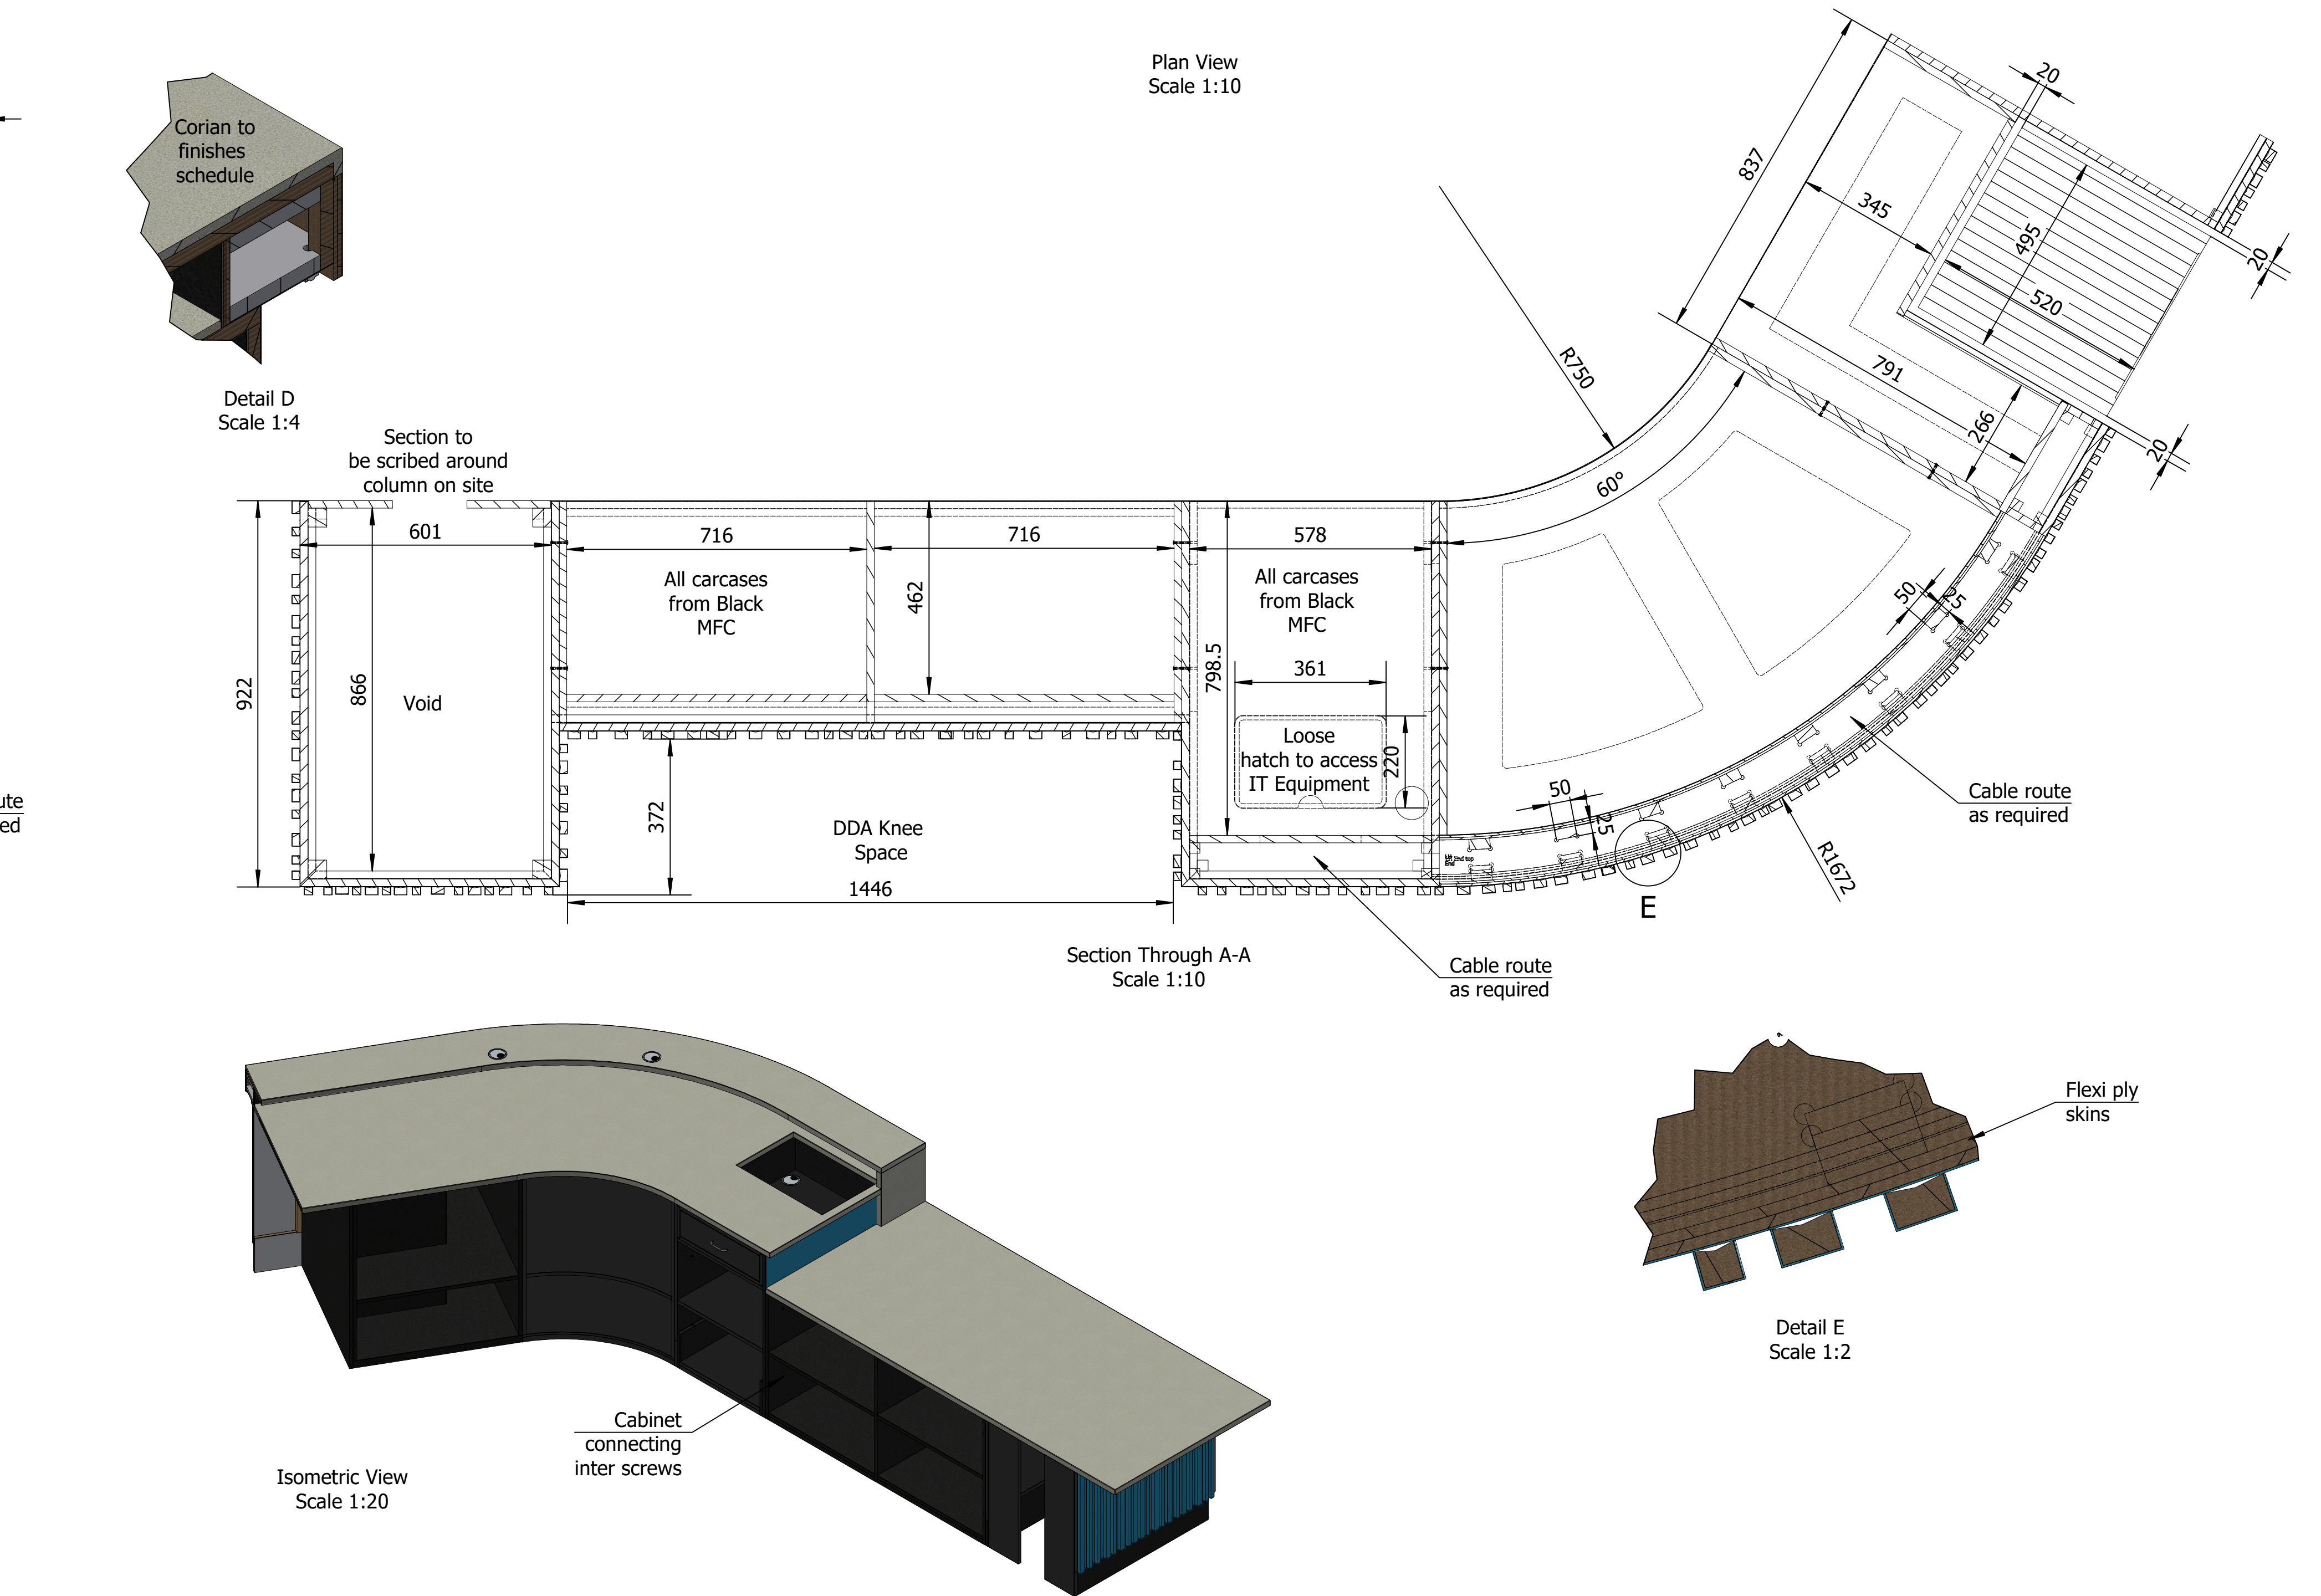 Plan View
Scale 1:10
Corian to
finishes
schedule
Detail D
Scale 1:4
Section to
be scribed around
column on site
837
20
345
495
520
20
791
266
20
R750
60°
601
716
716
578
462
922
866
798.5
Void
All carcases
from Black
MFC
All carcases
from Black
MFC
361
220
Loose
hatch to access
IT Equipment
372
DDA Knee
Space
1446
50
25
50
25
R1672
E
Cable route
as required
Cable route
as required
Section Through A-A
Scale 1:10
ute
ed
Flexi ply
skins
Detail E
Scale 1:2
Cabinet
connecting
inter screws
Isometric View
Scale 1:20